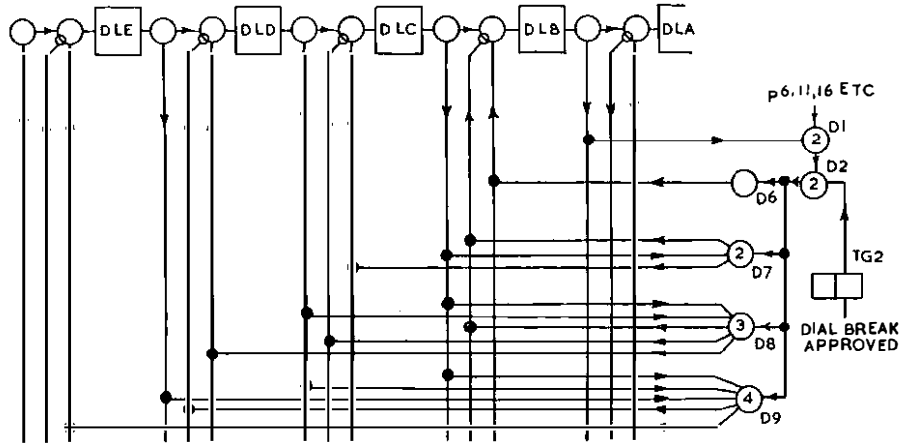 DLE DLD DLC DLB DLA
P6,11,16 ETC
D1
2
D2
2
D6
2
D7
TG2
3
D8
DIAL BREAK
APPROVED
4
D9